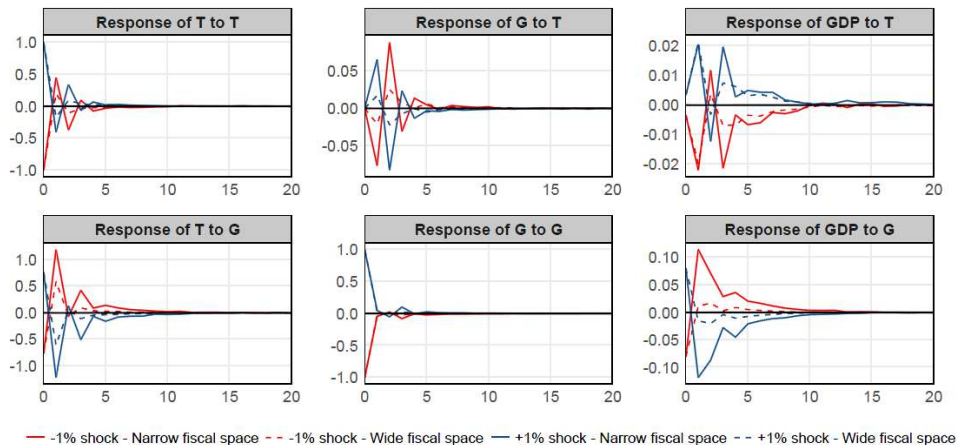 Response of T to T
Response of G to T
Response of GDP to T
1.0
0.5
0.0
-0.5
-1.0
0 5 10 15 20
0.05
0.00
-0.05
0 5 10 15 20
0.02
0.01
0.00
-0.01
-0.02
0 5 10 15 20
Response of T to G
Response of G to G
Response of GDP to G
1.0
0.5
0.0
-0.5
-1.0
0 5 10 15 20
1.0
0.5
0.0
-0.5
-1.0
0 5 10 15 20
0.10
0.05
0.00
-0.05
-0.10
0 5 10 15 20
-1% shock - Narrow fiscal space -1% shock - Wide fiscal space +1% shock - Narrow fiscal space +1% shock - Wide fiscal space